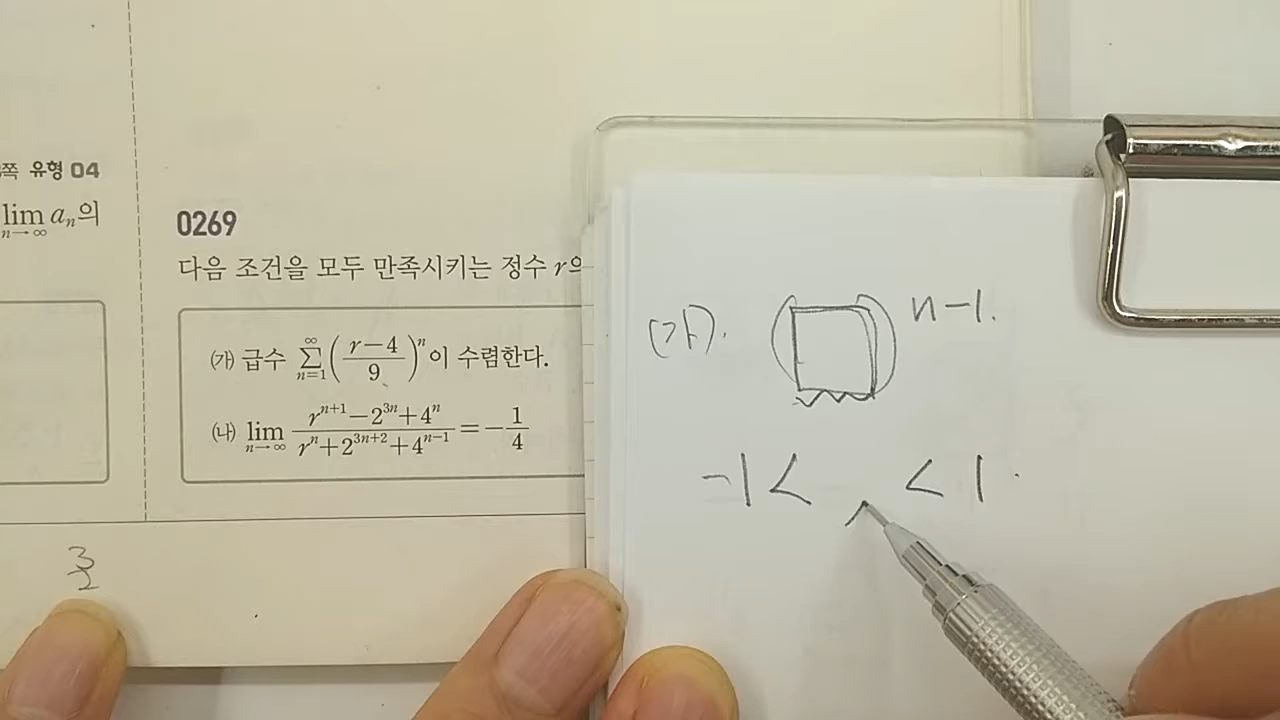 쪽 유형 04
lim n→∞ aₙ의
0269
다음 조건을 모두 만족시키는 정수 r의
(가) 급수 ∑_{n=1}^{∞} ((r-4)/9)^n 이 수렴한다.
(나) lim n→∞ (r^{n+1}-2^{3n}+4^n)/(r^n+2^{3n+2}+4^{n-1}) = -1/4
(가). ( )^{n-1}.
-1< <1.
3
2